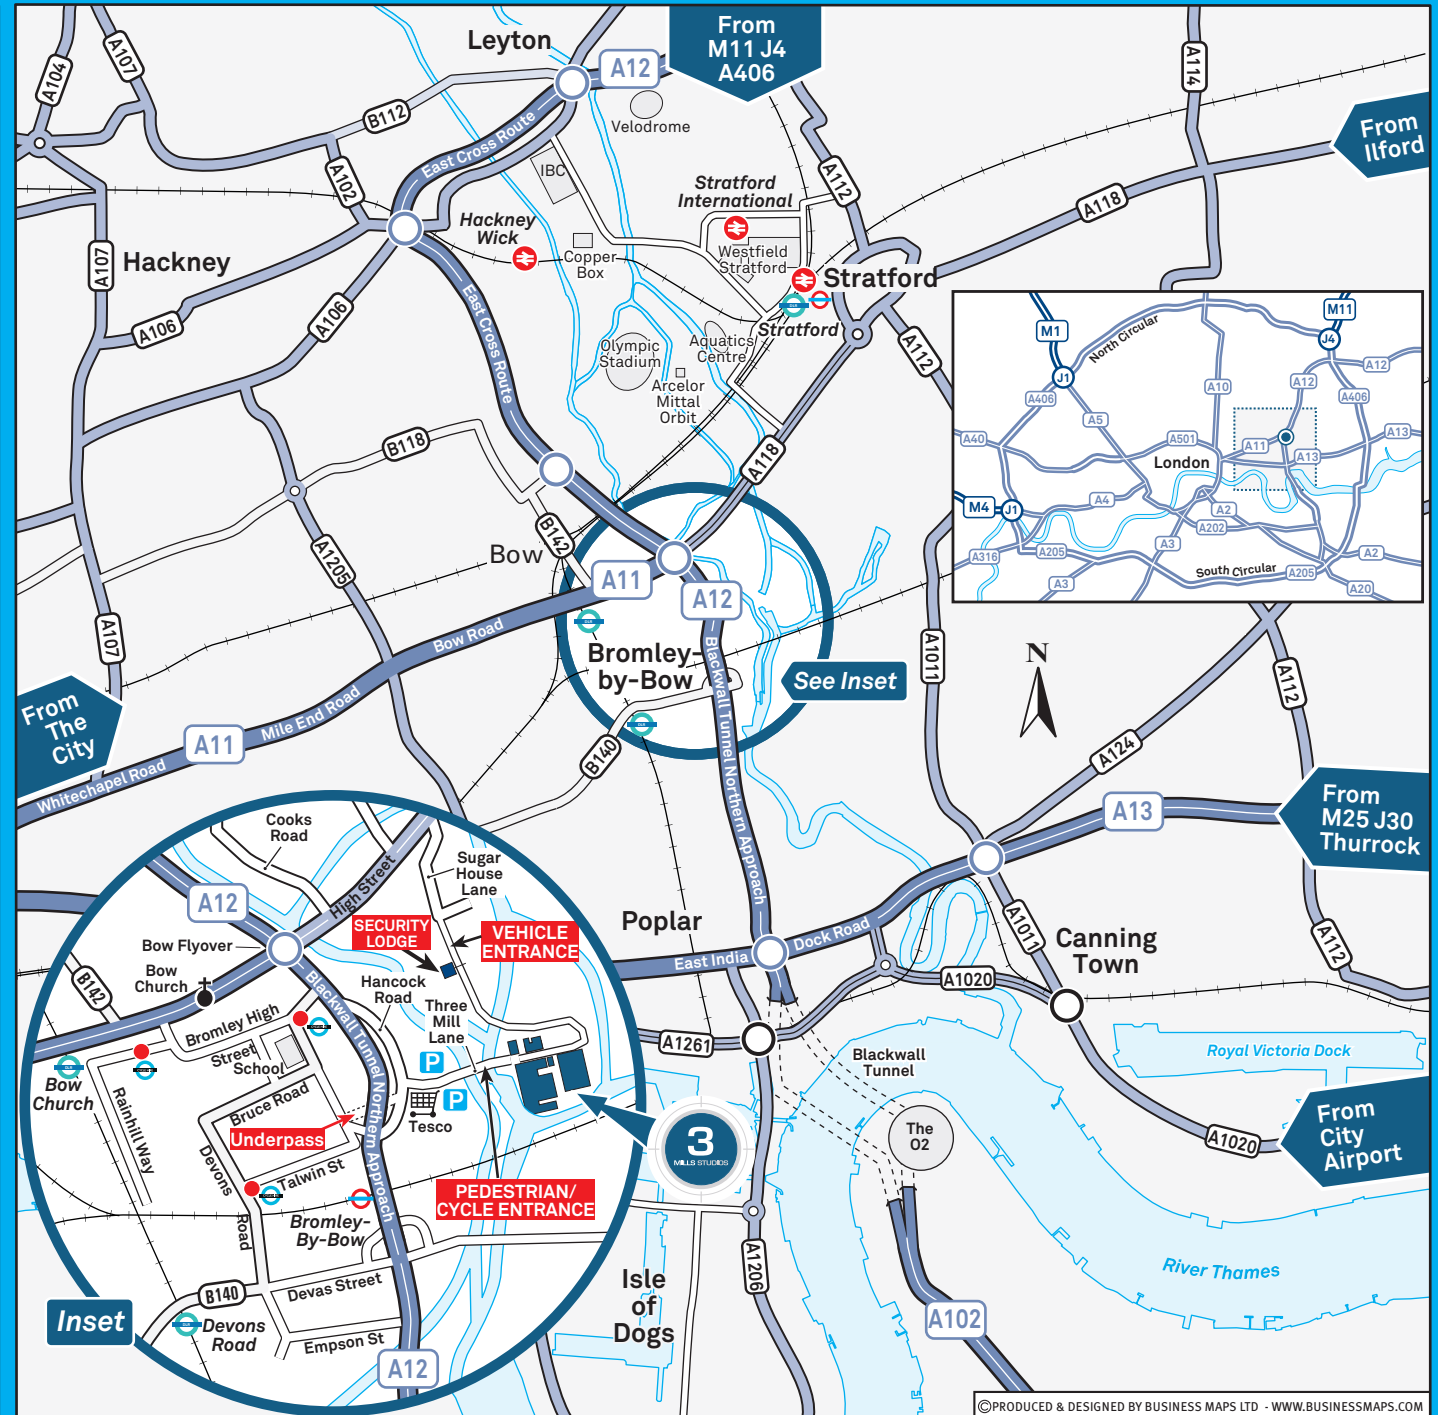 From
M11 J4
A406
Leyton
A12
A104
A107
B112
East Cross Route
Velodrome
IBC
A114
From
Ilford
A102
Stratford
International
A112
A118
Hackney
Wick
Westfield
Stratford
Copper
Box
Stratford
DLR
Stratford
A107
Hackney
A106
A106
East Cross Route
Olympic
Stadium
Aquatics
Centre
Arcelor
Mittal
Orbit
A112
B118
A118
M1
M11
J4
J1
North Circular
A406
A10
A12
A12
A406
A5
A40
A501
A11
A13
A13
London
M4
J1
A4
A2
A202
A316
A205
A3
A2
South Circular
A205
A3
A20
A1205
B142
Bow
A11
A12
DLR
Bow Road
A107
Bromley-
by-Bow
See Inset
A1011
N
A112
From
The
City
A11
Mile End Road
Whitechapel Road
DLR
B140
Blackwall Tunnel Northern Approach
A124
A13
From
M25 J30
Thurrock
Cooks
Road
High Street
Sugar
House
Lane
A12
SECURITY
LODGE
VEHICLE
ENTRANCE
Bow Flyover
Bow
Church
B142
Hancock
Road
Three
Mill
Lane
Bromley High
Street
School
Blackwall Tunnel Northern Approach
P
P
Tesco
DLR
Bow
Church
Rainhill Way
Bruce Road
Underpass
Devons
Road
Talwin St
Bromley-
By-Bow
PEDESTRIAN/
CYCLE ENTRANCE
B140
Devas Street
Inset
DLR
Devons
Road
Empson St
A12
3
MILLS STUDIOS
Poplar
East India
Dock Road
A1011
Canning
Town
A112
A1020
A1261
Blackwall
Tunnel
Royal Victoria Dock
The
O2
A1020
From
City
Airport
A1206
Isle
of
Dogs
River Thames
A102
©PRODUCED & DESIGNED BY BUSINESS MAPS LTD - WWW.BUSINESSMAPS.COM